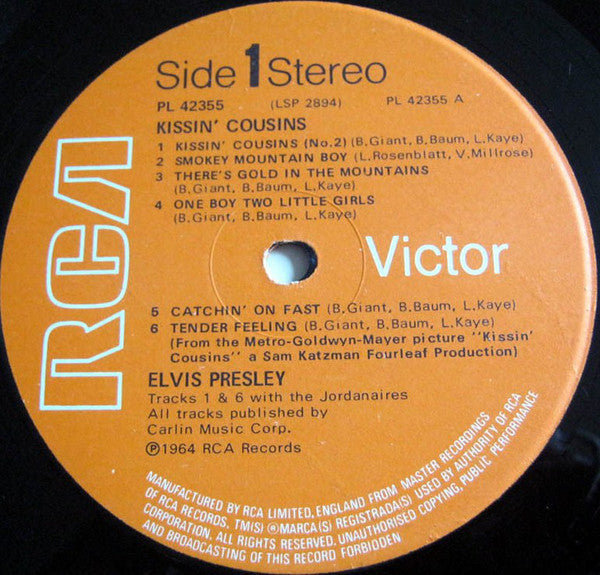 Side 1 Stereo
PL 42355 (LSP 2894) PL 42355 A
KISSIN' COUSINS
1 KISSIN' COUSINS (No.2) (B.Giant, B.Baum, L.Kaye)
2 SMOKEY MOUNTAIN BOY (L.Rosenblatt, V.Millrose)
3 THERE'S GOLD IN THE MOUNTAINS
(B.Giant, B.Baum, L.Kaye)
4 ONE BOY TWO LITTLE GIRLS
(B.Giant, B.Baum, L.Kaye)
RCA
Victor
5 CATCHIN' ON FAST (B.Giant, B.Baum, L.Kaye)
6 TENDER FEELING (B.Giant, B.Baum, L.Kaye)
(From the Metro-Goldwyn-Mayer picture "Kissin'
Cousins" a Sam Katzman Fourleaf Production)
ELVIS PRESLEY
Tracks 1 & 6 with the Jordanaires
All tracks published by
Carlin Music Corp.
℗1964 RCA Records
MANUFACTURED BY RCA LIMITED, ENGLAND FROM MASTER RECORDINGS
OF RCA RECORDS, TM(S) ® MARCA(S) REGISTRADA(S) USED BY AUTHORITY OF RCA
CORPORATION. ALL RIGHTS RESERVED. UNAUTHORISED COPYING, PUBLIC PERFORMANCE
AND BROADCASTING OF THIS RECORD FORBIDDEN